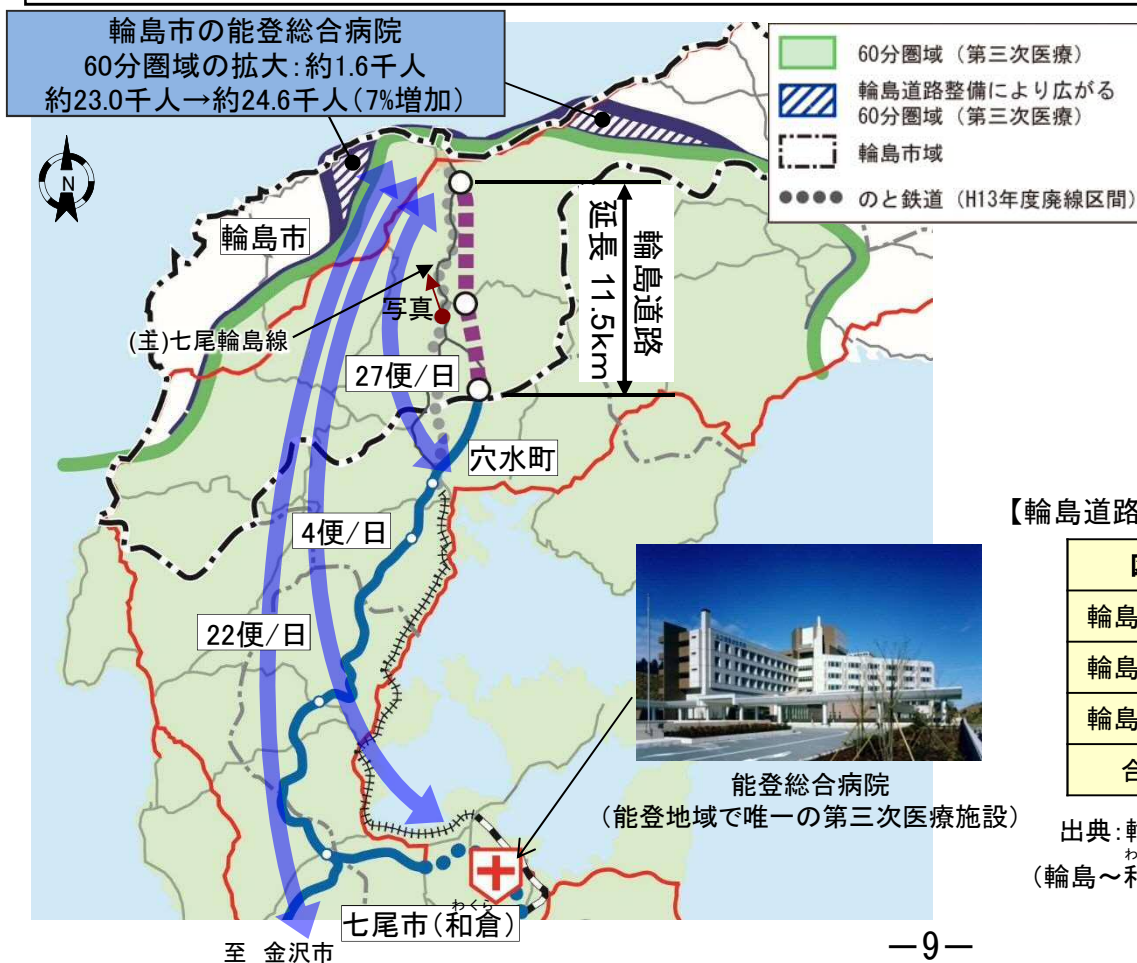 輪島市の能登総合病院
60分圏域の拡大：約1.6千人
約23.0千人→約24.6千人（7%増加）
60分圏域（第三次医療）
輪島道路整備により広がる
60分圏域（第三次医療）
輪島市域
のと鉄道（H13年度廃線区間）
N
輪島市
輪島道路
延長 11.5km
写真
(主)七尾輪島線
27便/日
穴水町
4便/日
22便/日
【輪島道路
輪島
輪島
輪島
合
能登総合病院
（能登地域で唯一の第三次医療施設）
出典：
わ
（輪島～和
わくら
七尾市（和倉）
至 金沢市
－9－